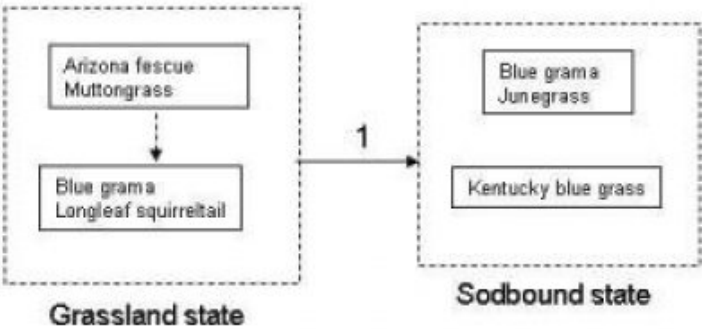 Arizona fescue
Muttongrass
Blue grama
Longleaf squirreltail
Grassland state
1
Blue grama
Junegrass
Kentucky blue grass
Sodbound state